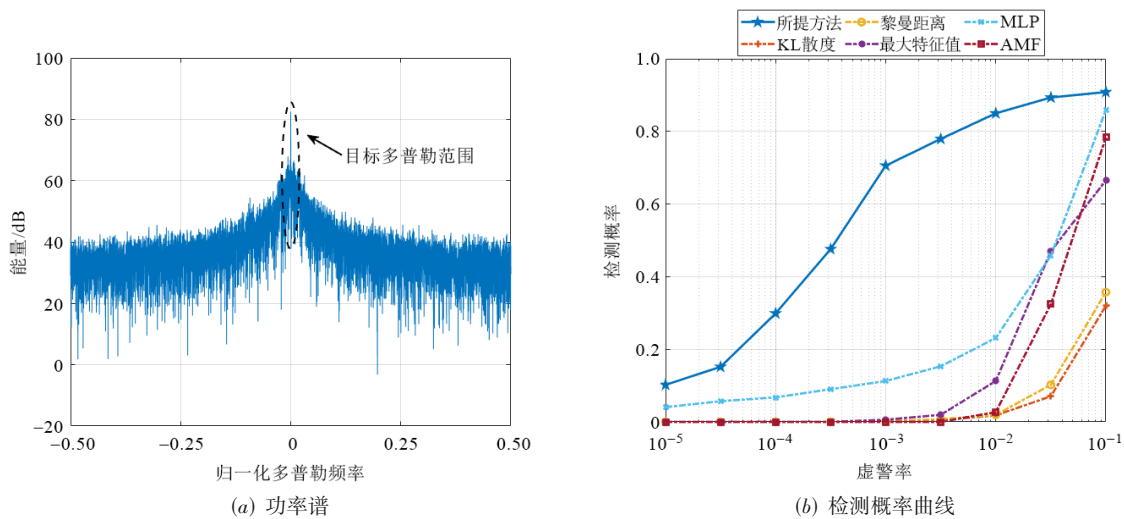 100
80
60
40
20
0
−20
−0.50
−0.25
0
0.25
0.50
能量/dB
归一化多普勒频率
目标多普勒范围
(a) 功率谱
所提方法
黎曼距离
MLP
KL散度
最大特征值
AMF
1.0
0.8
0.6
0.4
0.2
0
10⁻⁵
10⁻⁴
10⁻³
10⁻²
10⁻¹
检测概率
虚警率
(b) 检测概率曲线